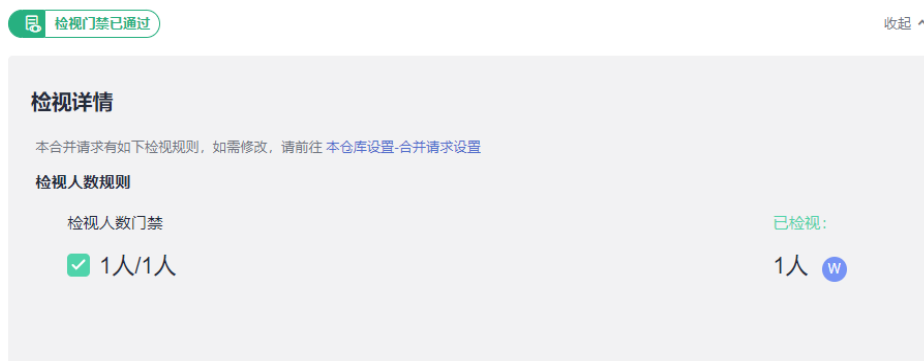 检视门禁已通过
收起
检视详情
本合并请求有如下检视规则，如需修改，请前往 本仓库设置-合并请求设置
检视人数规则
检视人数门禁
已检视：
1人/1人
1人 W